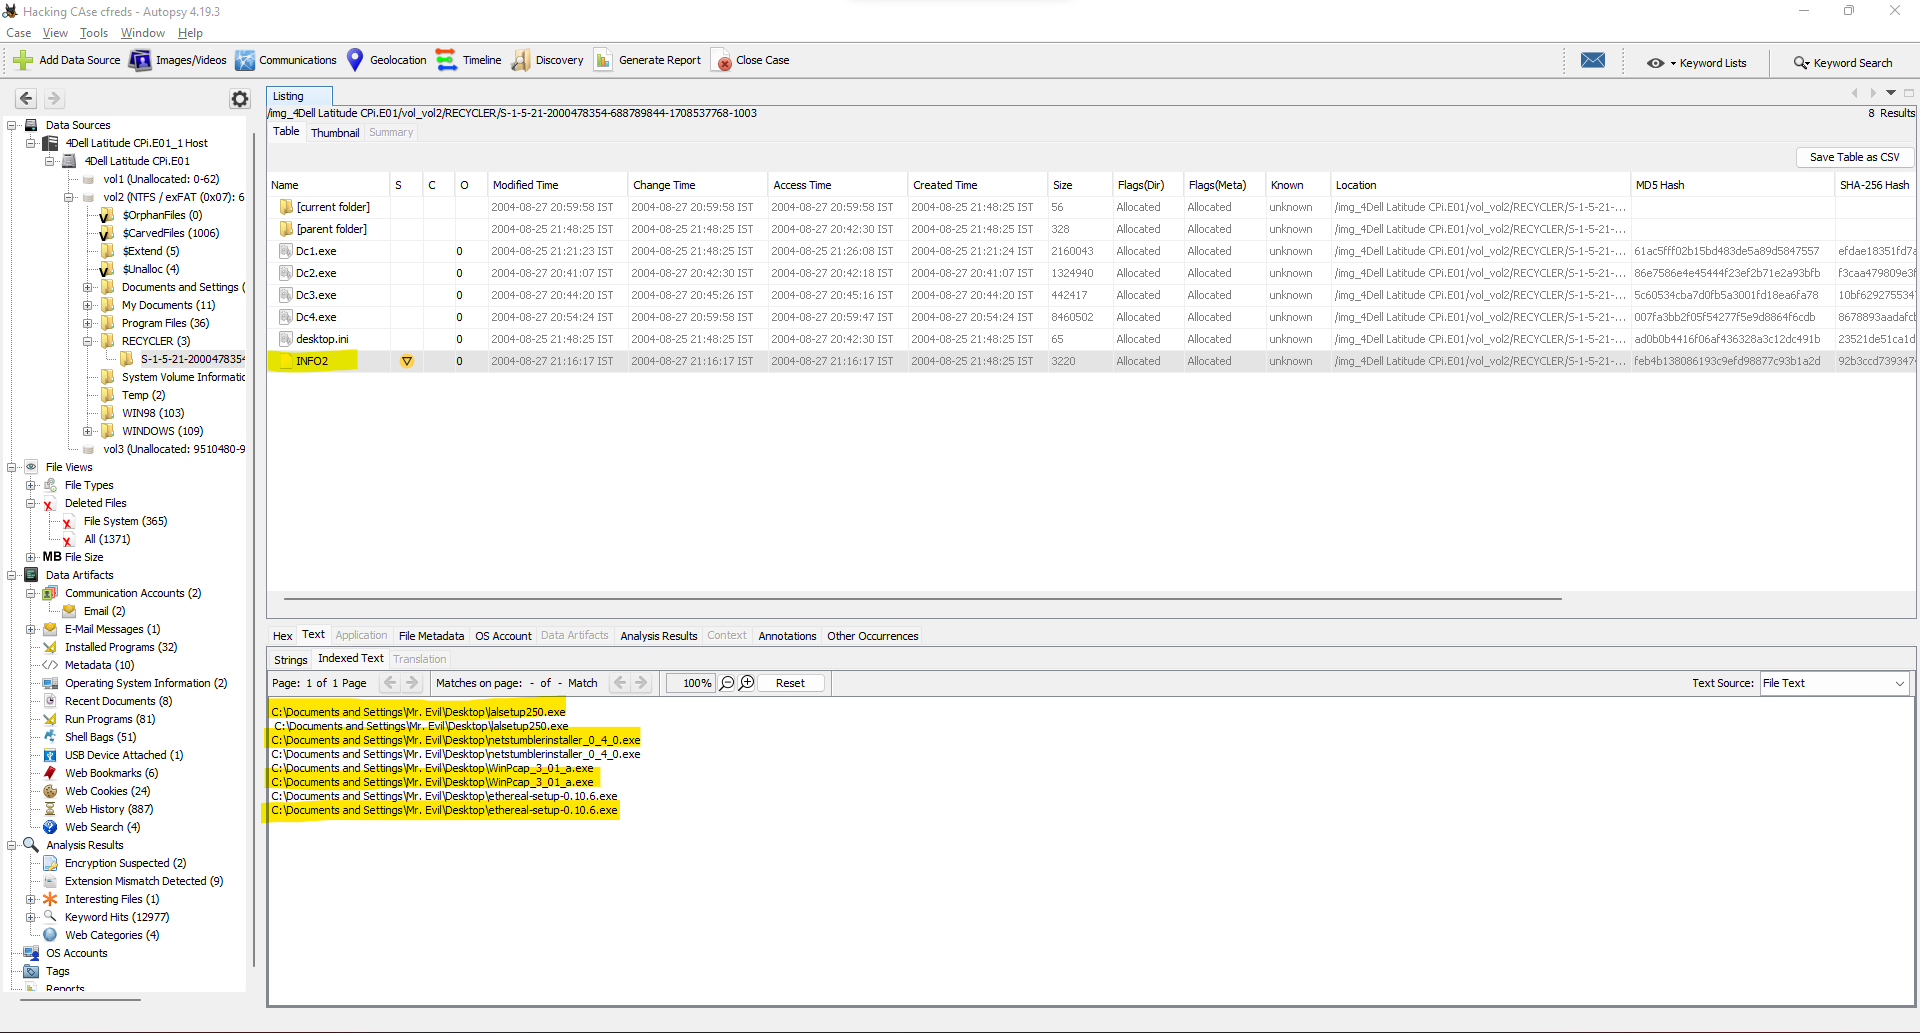 Hacking CAse cfreds - Autopsy 4.19.3
Case View Tools Window Help
Add Data Source Images/Videos Communications Geolocation Timeline Discovery Generate Report Close Case Keyword Lists Keyword Search
Listing
/img_4Dell Latitude CPi.E01/vol_vol2/RECYCLER/S-1-5-21-2000478354-688789844-1708537768-1003 8 Results
Table Thumbnail Summary
Save Table as CSV
Name S C O Modified Time Change Time Access Time Created Time Size Flags(Dir) Flags(Meta) Known Location MD5 Hash SHA-256 Hash
[current folder] 2004-08-27 20:59:58 IST 2004-08-27 20:59:58 IST 2004-08-27 20:59:58 IST 2004-08-25 21:48:25 IST 56 Allocated Allocated unknown /img_4Dell Latitude CPi.E01/vol_vol2/RECYCLER/S-1-5-21-...
[parent folder] 2004-08-25 21:48:25 IST 2004-08-25 21:48:25 IST 2004-08-27 20:42:30 IST 2004-08-25 21:48:25 IST 328 Allocated Allocated unknown /img_4Dell Latitude CPi.E01/vol_vol2/RECYCLER/S-1-5-21-...
Dc1.exe 0 2004-08-25 21:21:23 IST 2004-08-25 21:48:25 IST 2004-08-25 21:26:08 IST 2004-08-25 21:21:11 IST 2160043 Allocated Allocated unknown /img_4Dell Latitude CPi.E01/vol_vol2/RECYCLER/S-1-5-21-... 61ac5fff02b15bd483de5a89d5847557 efdae18351fd7a
Dc2.exe 0 2004-08-27 20:41:07 IST 2004-08-27 20:42:30 IST 2004-08-27 20:42:18 IST 2004-08-27 20:41:07 IST 1324940 Allocated Allocated unknown /img_4Dell Latitude CPi.E01/vol_vol2/RECYCLER/S-1-5-21-... 86e7586e4e45444f23ef2b71e2a93bfb f3caa479809e3f
Dc3.exe 0 2004-08-27 20:44:20 IST 2004-08-27 20:45:26 IST 2004-08-27 20:45:16 IST 2004-08-27 20:44:20 IST 442417 Allocated Allocated unknown /img_4Dell Latitude CPi.E01/vol_vol2/RECYCLER/S-1-5-21-... 5c60534cba7d0fb5a3001fd18ea6fa78 10bf6292755347
Dc4.exe 0 2004-08-27 20:54:24 IST 2004-08-27 20:59:58 IST 2004-08-27 20:59:47 IST 2004-08-27 20:54:24 IST 8460502 Allocated Allocated unknown /img_4Dell Latitude CPi.E01/vol_vol2/RECYCLER/S-1-5-21-... 007fa3bb2f05f54277f5e9d8864f6cdb 8678893aadafcb
desktop.ini 0 2004-08-25 21:48:25 IST 2004-08-25 21:48:25 IST 2004-08-27 20:42:30 IST 2004-08-25 21:48:25 IST 65 Allocated Allocated unknown /img_4Dell Latitude CPi.E01/vol_vol2/RECYCLER/S-1-5-21-... ad0b0b4416f06af436328a3c12dc491b 23521de51ca1d
INFO2 0 2004-08-27 21:16:17 IST 2004-08-27 21:16:17 IST 2004-08-27 21:16:17 IST 2004-08-25 21:48:25 IST 3220 Allocated Allocated unknown /img_4Dell Latitude CPi.E01/vol_vol2/RECYCLER/S-1-5-21-... feb4b138086193c9efd98877c93b1a2d 92b3ccd7393474
Data Sources
4Dell Latitude CPi.E01_1 Host
4Dell Latitude CPi.E01
vol1 (Unallocated: 0-62)
vol2 (NTFS / exFAT (0x07): 6
$OrphanFiles (0)
$CarvedFiles (1006)
$Extend (5)
$Unalloc (4)
Documents and Settings (
My Documents (11)
Program Files (36)
RECYCLER (3)
S-1-5-21-2000478354
System Volume Informatic
Temp (2)
WIN98 (103)
WINDOWS (109)
vol3 (Unallocated: 9510480-9
File Views
File Types
Deleted Files
File System (365)
All (1371)
MB File Size
Data Artifacts
Communication Accounts (2)
Email (2)
E-Mail Messages (1)
Installed Programs (32)
Metadata (10)
Operating System Information (2)
Recent Documents (8)
Run Programs (81)
Shell Bags (51)
USB Device Attached (1)
Web Bookmarks (6)
Web Cookies (24)
Web History (887)
Web Search (4)
Analysis Results
Encryption Suspected (2)
Extension Mismatch Detected (9)
Interesting Files (1)
Keyword Hits (12977)
Web Categories (4)
OS Accounts
Tags
Reports
Hex Text Application File Metadata OS Account Data Artifacts Analysis Results Context Annotations Other Occurrences
Strings Indexed Text Translation
Page: 1 of 1 Page Matches on page: - of - Match 100% Reset Text Source: File Text
C:\Documents and Settings\Mr. Evil\Desktop\lalsetup250.exe
C:\Documents and Settings\Mr. Evil\Desktop\lalsetup250.exe
C:\Documents and Settings\Mr. Evil\Desktop\netstumblerinstaller_0_4_0.exe
C:\Documents and Settings\Mr. Evil\Desktop\netstumblerinstaller_0_4_0.exe
C:\Documents and Settings\Mr. Evil\Desktop\WinPcap_3_01_a.exe
C:\Documents and Settings\Mr. Evil\Desktop\WinPcap_3_01_a.exe
C:\Documents and Settings\Mr. Evil\Desktop\ethereal-setup-0.10.6.exe
C:\Documents and Settings\Mr. Evil\Desktop\ethereal-setup-0.10.6.exe